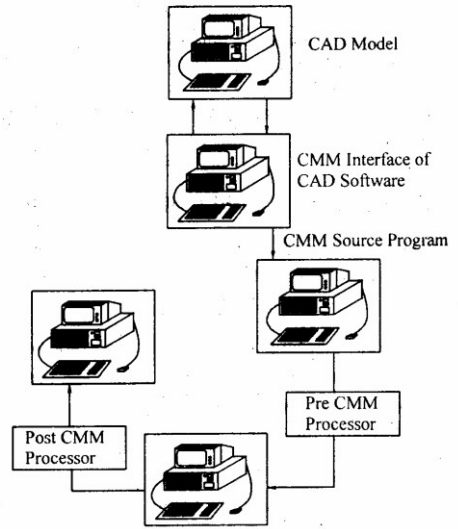 CAD Model
CMM Interface of
CAD Software
CMM Source Program
Pre CMM
Processor
Post CMM
Processor